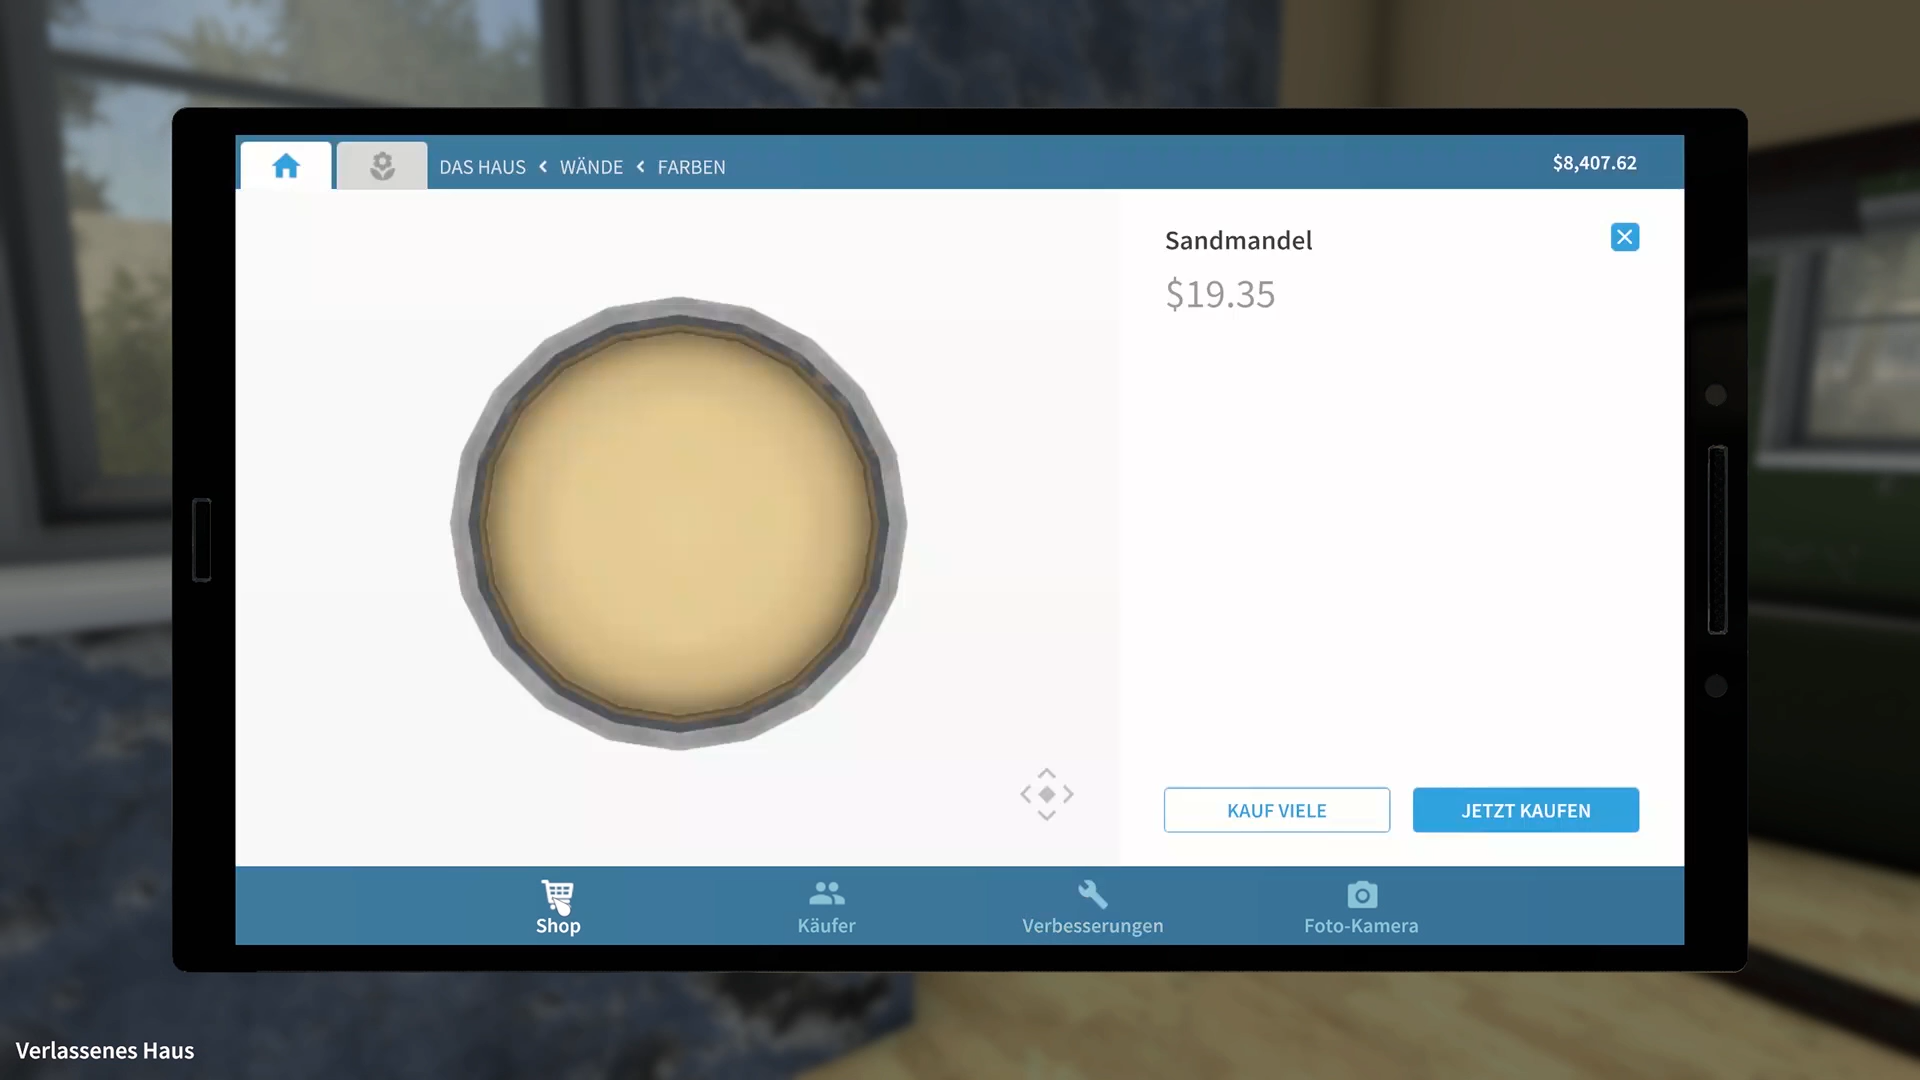 DAS HAUS < WÄNDE < FARBEN
$8,407.62
Sandmandel
$19.35
KAUF VIELE
JETZT KAUFEN
Shop
Käufer
Verbesserungen
Foto-Kamera
Verlassenes Haus